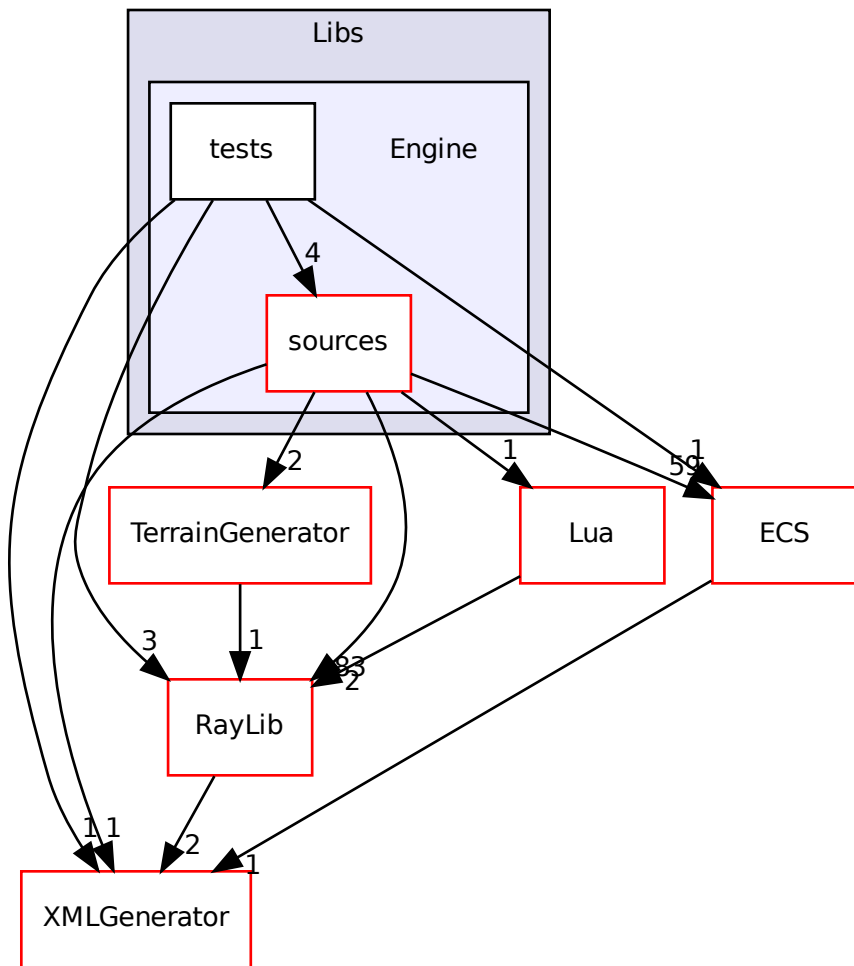 Libs
tests
Engine
4
sources
2
1
1
59
TerrainGenerator
Lua
ECS
3
1
83
2
RayLib
1
1
2
1
XMLGenerator